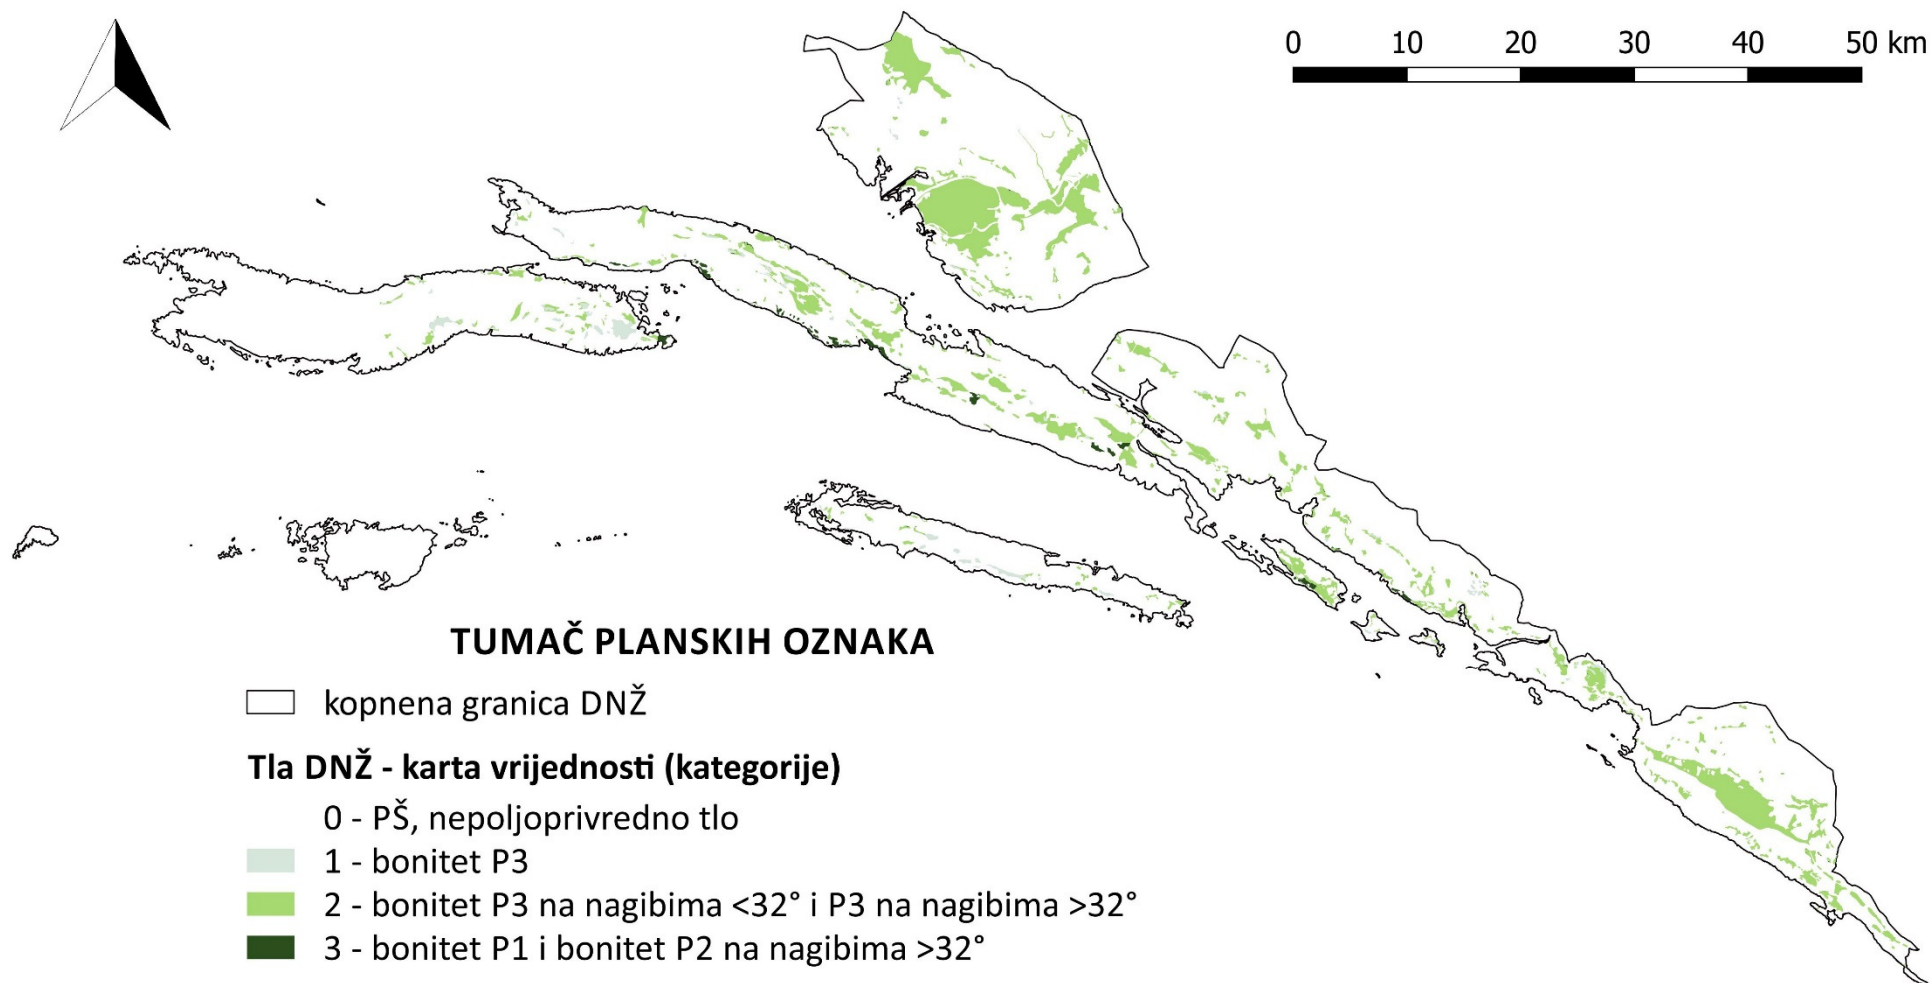 0 10 20 30 40 50 km
TUMAČ PLANSKIH OZNAKA
kopnena granica DNŽ
Tla DNŽ - karta vrijednosti (kategorije)
0 - PŠ, nepoljoprivredno tlo
1 - bonitet P3
2 - bonitet P3 na nagibima <32° i P3 na nagibima >32°
3 - bonitet P1 i bonitet P2 na nagibima >32°